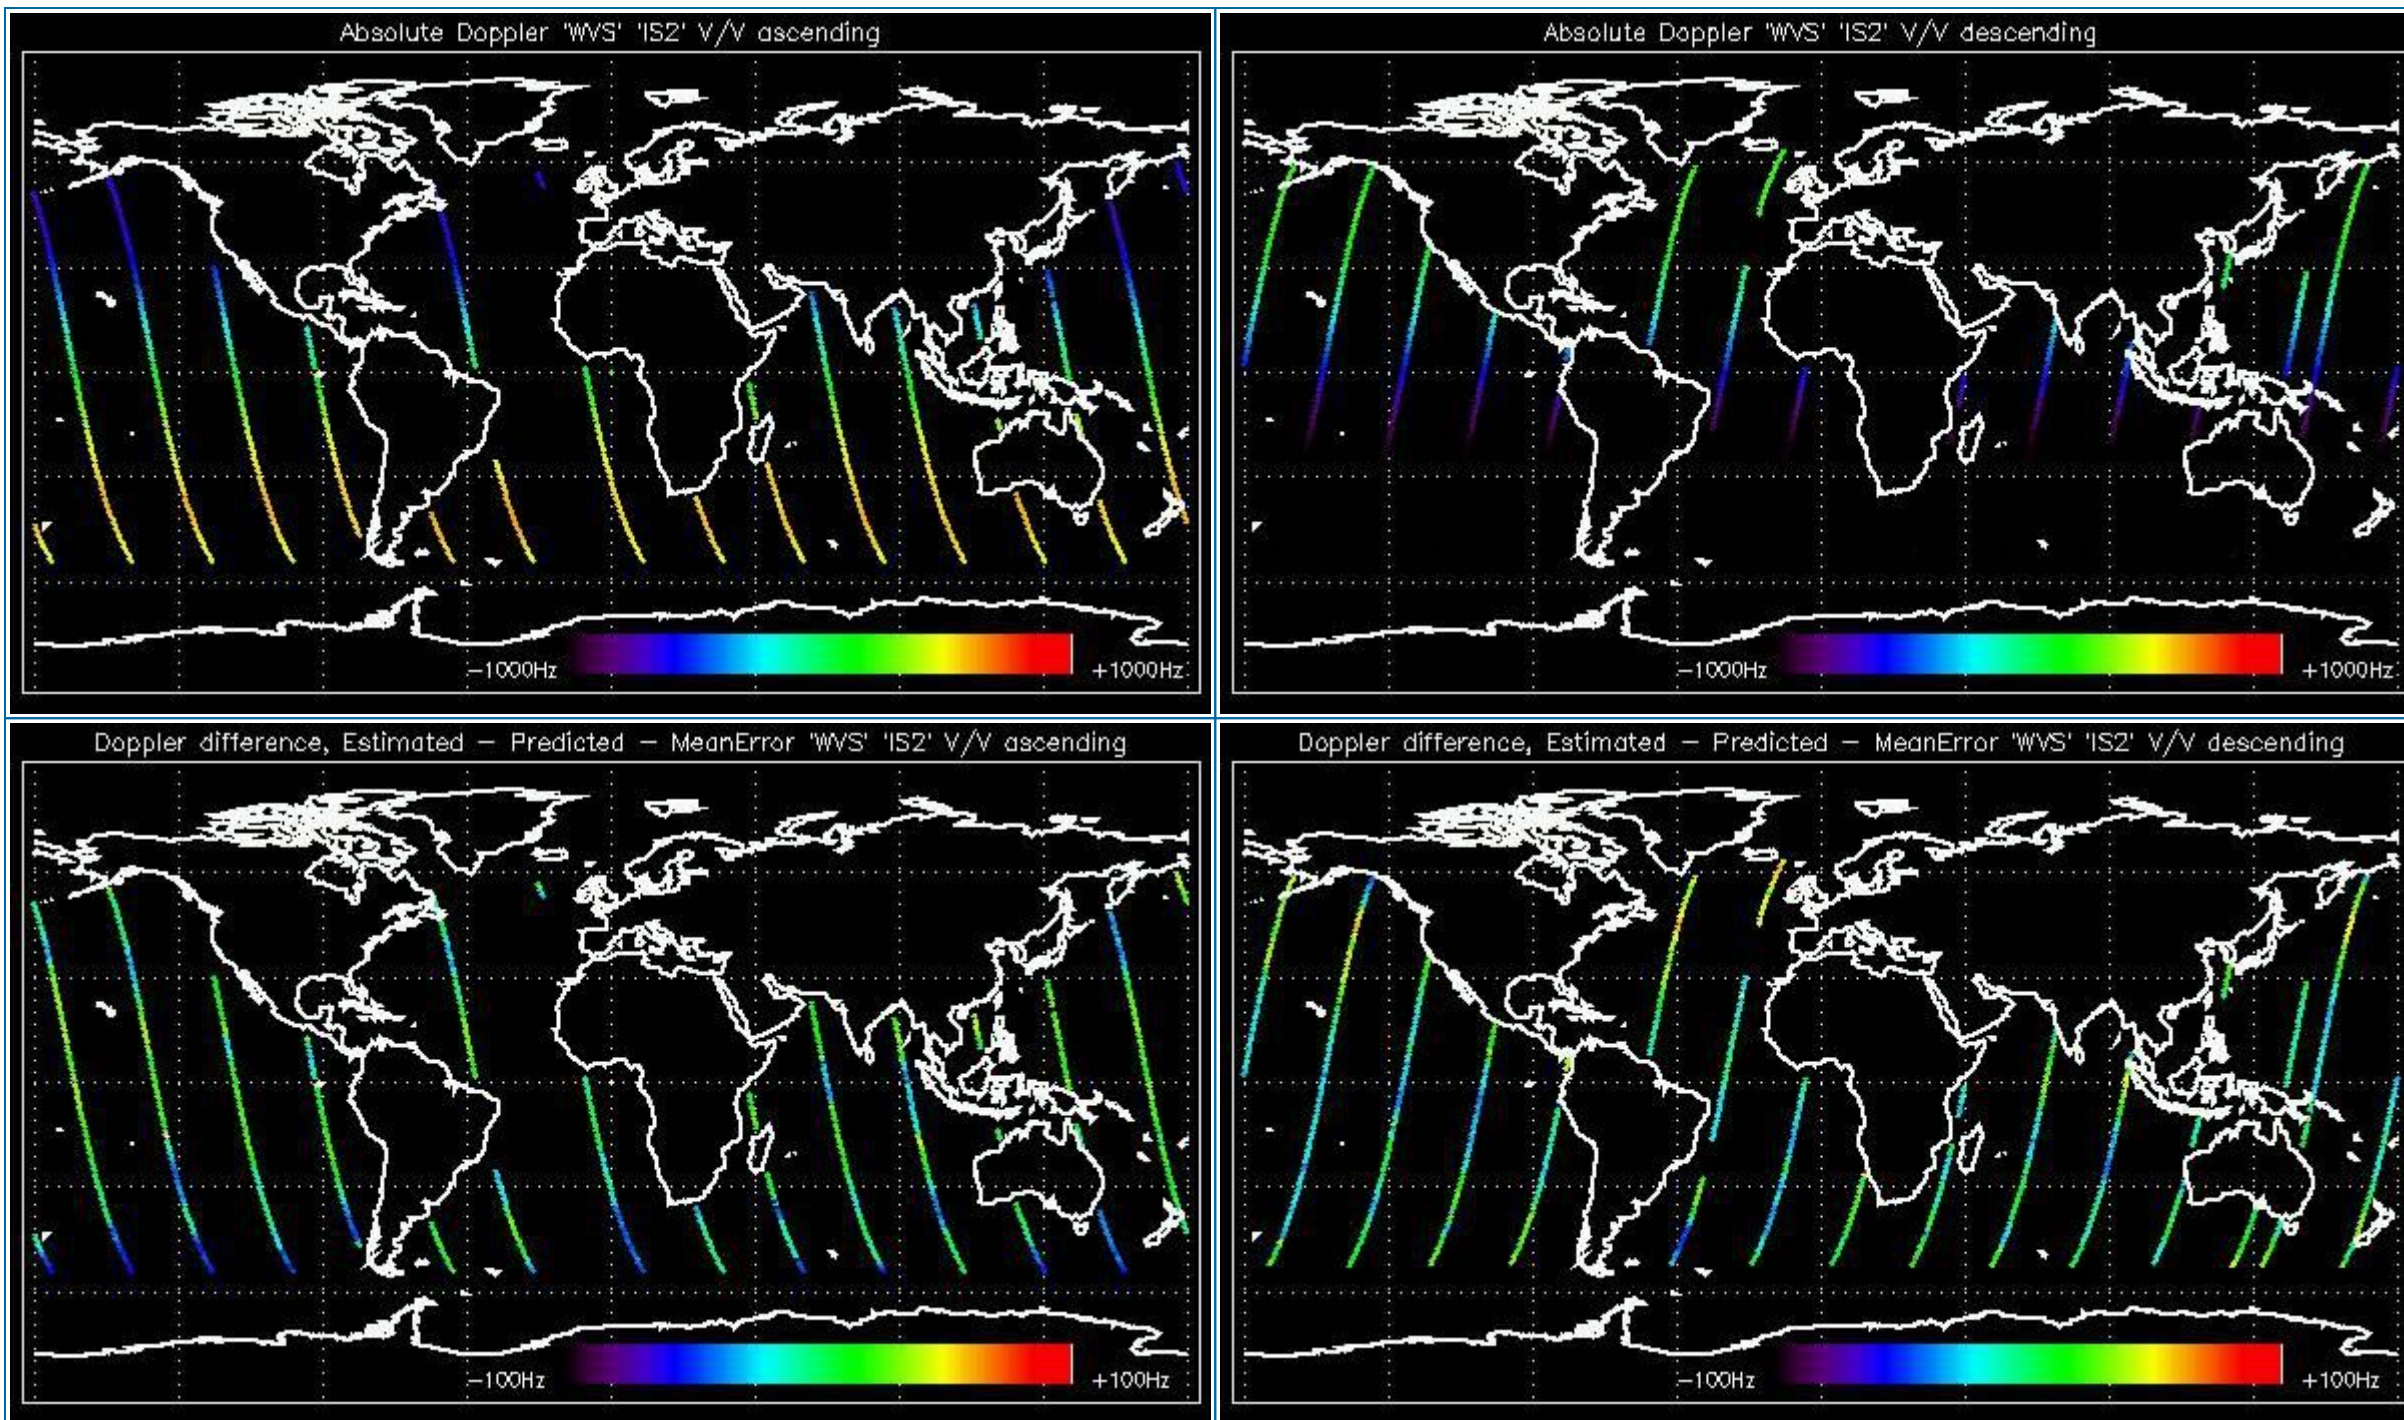 Absolute Doppler 'WVS' 'IS2' V/V ascending
-1000Hz
+1000Hz
Absolute Doppler 'WVS' 'IS2' V/V descending
-1000Hz
+1000Hz
Doppler difference, Estimated - Predicted - MeanError 'WVS' 'IS2' V/V ascending
-100Hz
+100Hz
Doppler difference, Estimated - Predicted - MeanError 'WVS' 'IS2' V/V descending
-100Hz
+100Hz